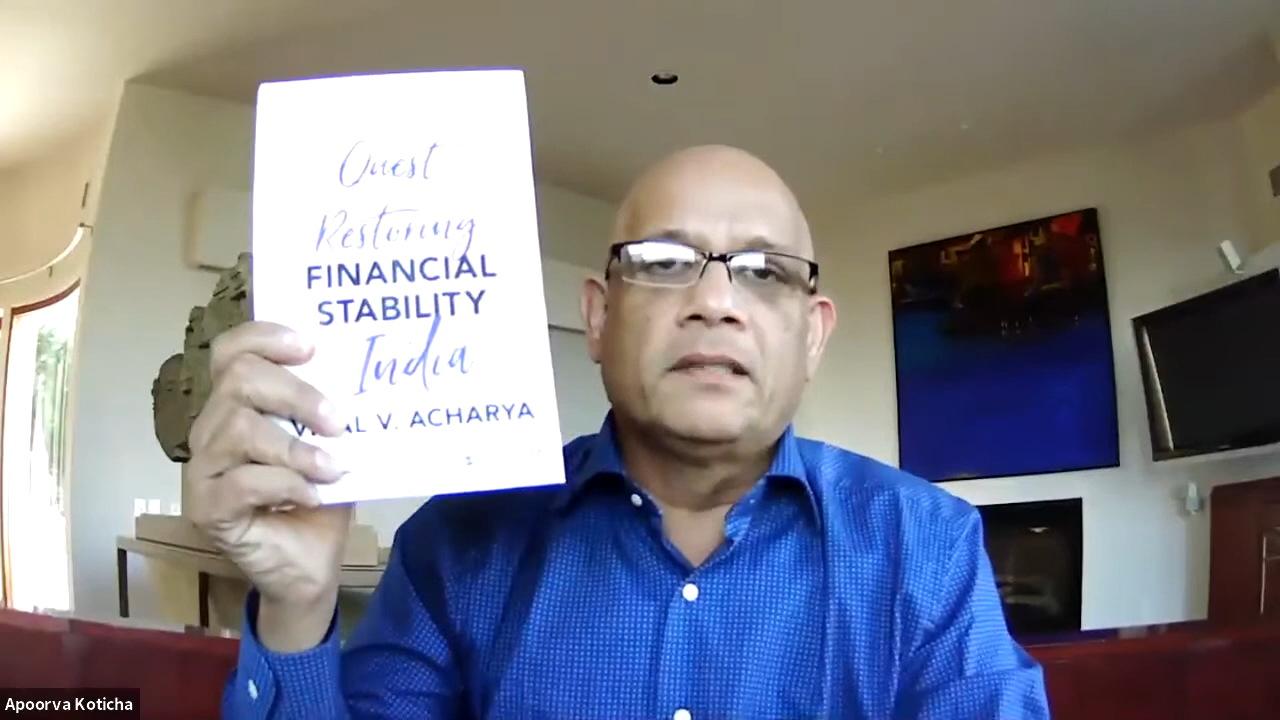 Quest
Restoring
FINANCIAL
STABILITY
India
V. ACHARYA
Apoorva Koticha